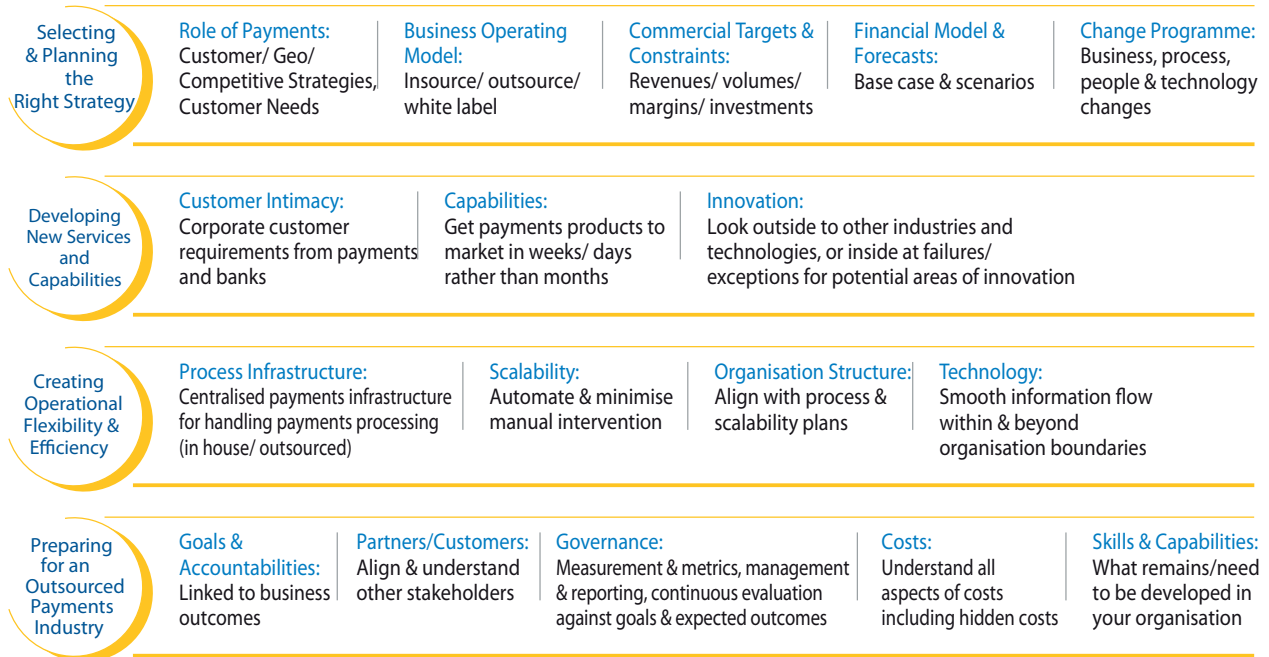 Selecting
& Planning
the
Right Strategy
Role of Payments:
Customer/ Geo/
Competitive Strategies,
Customer Needs
Business Operating
Model:
Insource/ outsource/
white label
Commercial Targets &
Constraints:
Revenues/ volumes/
margins/ investments
Financial Model &
Forecasts:
Base case & scenarios
Change Programme:
Business, process,
people & technology
changes
Developing
New Services
and
Capabilities
Customer Intimacy:
Corporate customer
requirements from payments
and banks
Capabilities:
Get payments products to
market in weeks/ days
rather than months
Innovation:
Look outside to other industries and
technologies, or inside at failures/
exceptions for potential areas of innovation
Creating
Operational
Flexibility &
Efficiency
Process Infrastructure:
Centralised payments infrastructure
for handling payments processing
(in house/ outsourced)
Scalability:
Automate & minimise
manual intervention
Organisation Structure:
Align with process &
scalability plans
Technology:
Smooth information flow
within & beyond
organisation boundaries
Preparing
for an
Outsourced
Payments
Industry
Goals &
Accountabilities:
Linked to business
outcomes
Partners/Customers:
Align & understand
other stakeholders
Governance:
Measurement & metrics, management
& reporting, continuous evaluation
against goals & expected outcomes
Costs:
Understand all
aspects of costs
including hidden costs
Skills & Capabilities:
What remains/need
to be developed in
your organisation